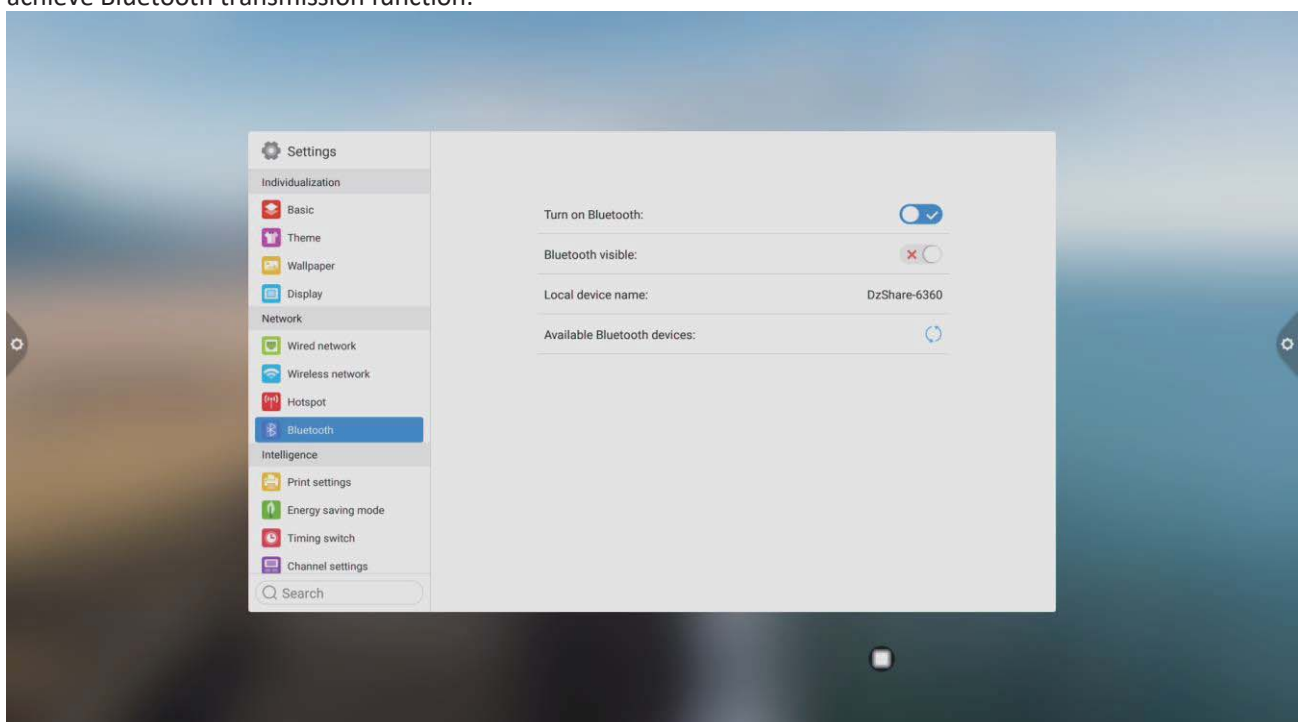 achieve Bluetooth transmission function.
Settings
Individualization
Basic
Theme
Wallpaper
Display
Network
Wired network
Wireless network
Hotspot
Bluetooth
Intelligence
Print settings
Energy saving mode
Timing switch
Channel settings
Search
Turn on Bluetooth:
Bluetooth visible:
Local device name: DzShare-6360
Available Bluetooth devices: